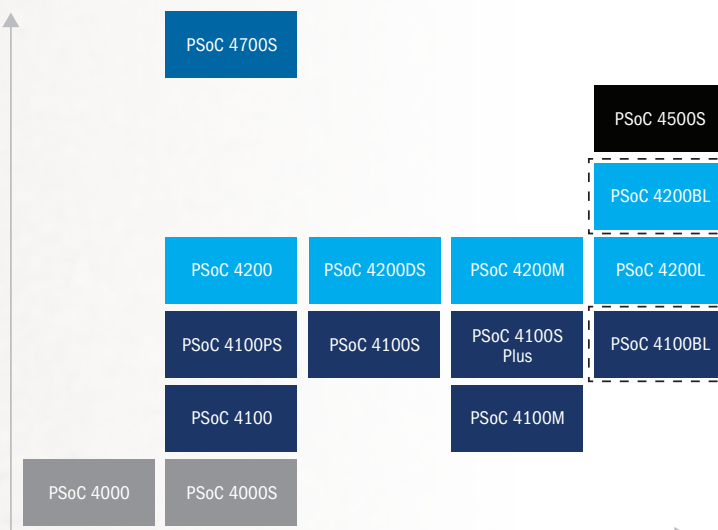 PSoC 4700S
PSoC 4500S
PSoC 4200BL
PSoC 4200
PSoC 4200DS
PSoC 4200M
PSoC 4200L
PSoC 4100PS
PSoC 4100S
PSoC 4100S
Plus
PSoC 4100BL
PSoC 4100
PSoC 4100M
PSoC 4000
PSoC 4000S